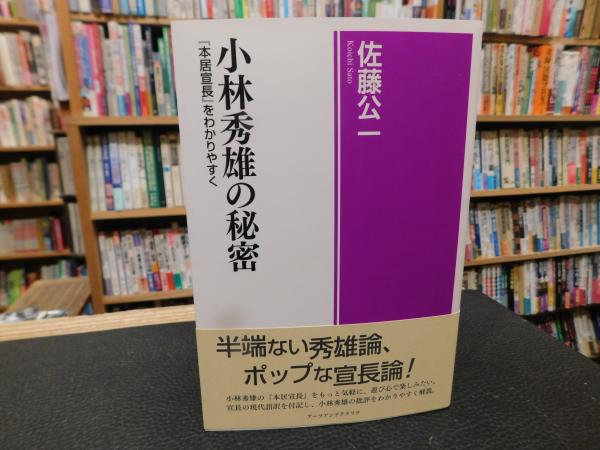 佐藤公一
Koichi Sato
小林秀雄の秘密
『本居宣長』をわかりやすく
半端ない秀雄論、
ポップな宣長論!
小林秀雄の『本居宣長』をもっと気軽に、遊び心で楽しみたい。
宣長の現代語訳を付記し、小林秀雄の批評をわかりやすく解説。
アーツアンドクラフツ